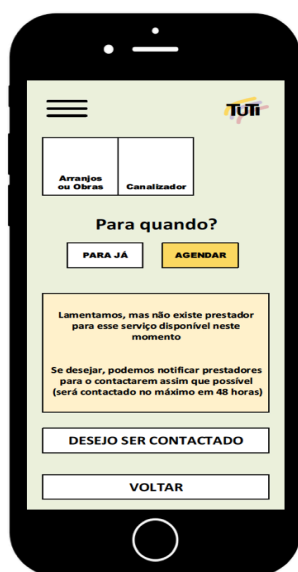 TUTi
Arranjos
ou Obras
Canalizador
Para quando?
PARA JÁ
AGENDAR
Lamentamos, mas não existe prestador
para esse serviço disponível neste
momento
Se desejar, podemos notificar prestadores
para o contactarem assim que possível
(será contactado no máximo em 48 horas)
DESEJO SER CONTACTADO
VOLTAR